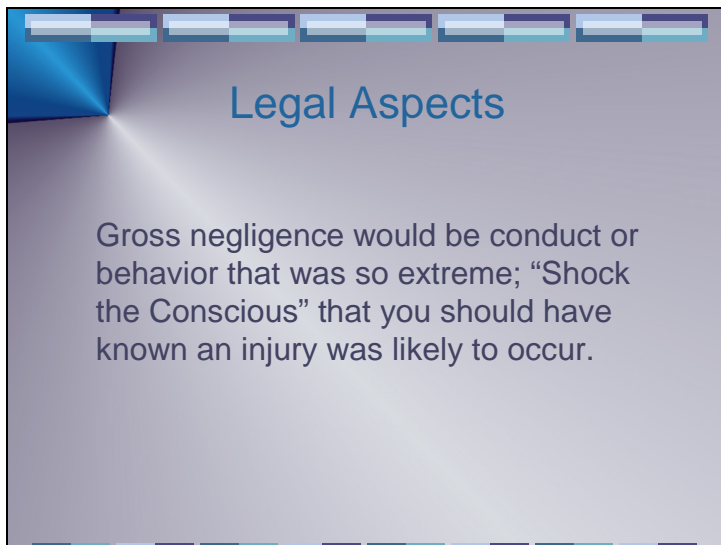 Legal Aspects
Gross negligence would be conduct or
behavior that was so extreme; “Shock
the Conscious” that you should have
known an injury was likely to occur.